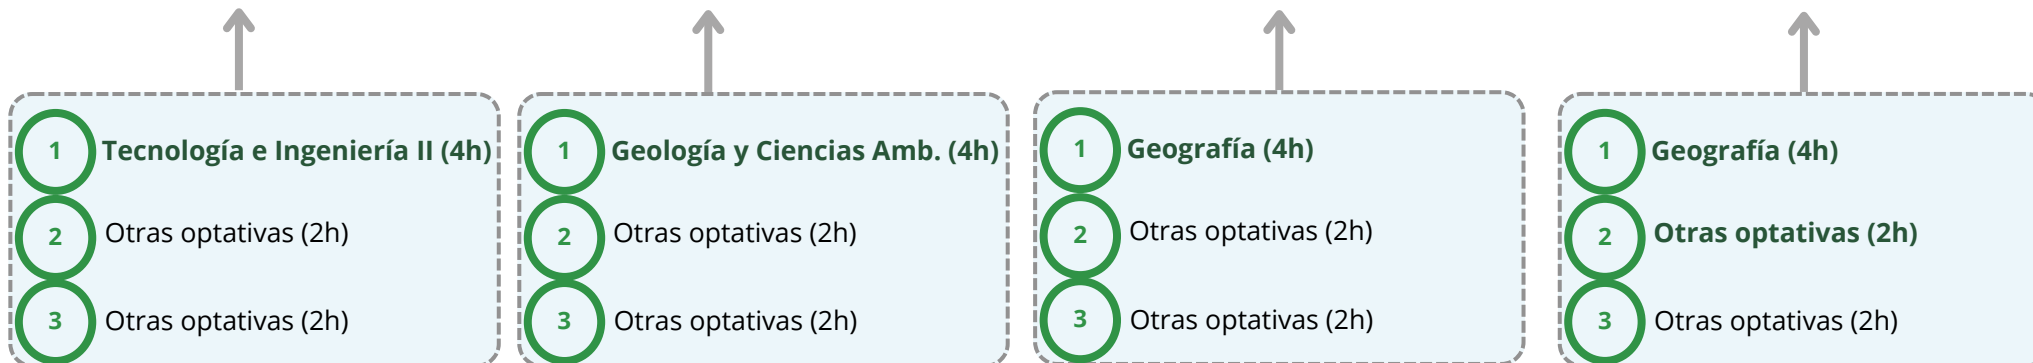 1 Tecnología e Ingeniería II (4h)
2 Otras optativas (2h)
3 Otras optativas (2h)
1 Geología y Ciencias Amb. (4h)
2 Otras optativas (2h)
3 Otras optativas (2h)
1 Geografía (4h)
2 Otras optativas (2h)
3 Otras optativas (2h)
1 Geografía (4h)
2 Otras optativas (2h)
3 Otras optativas (2h)